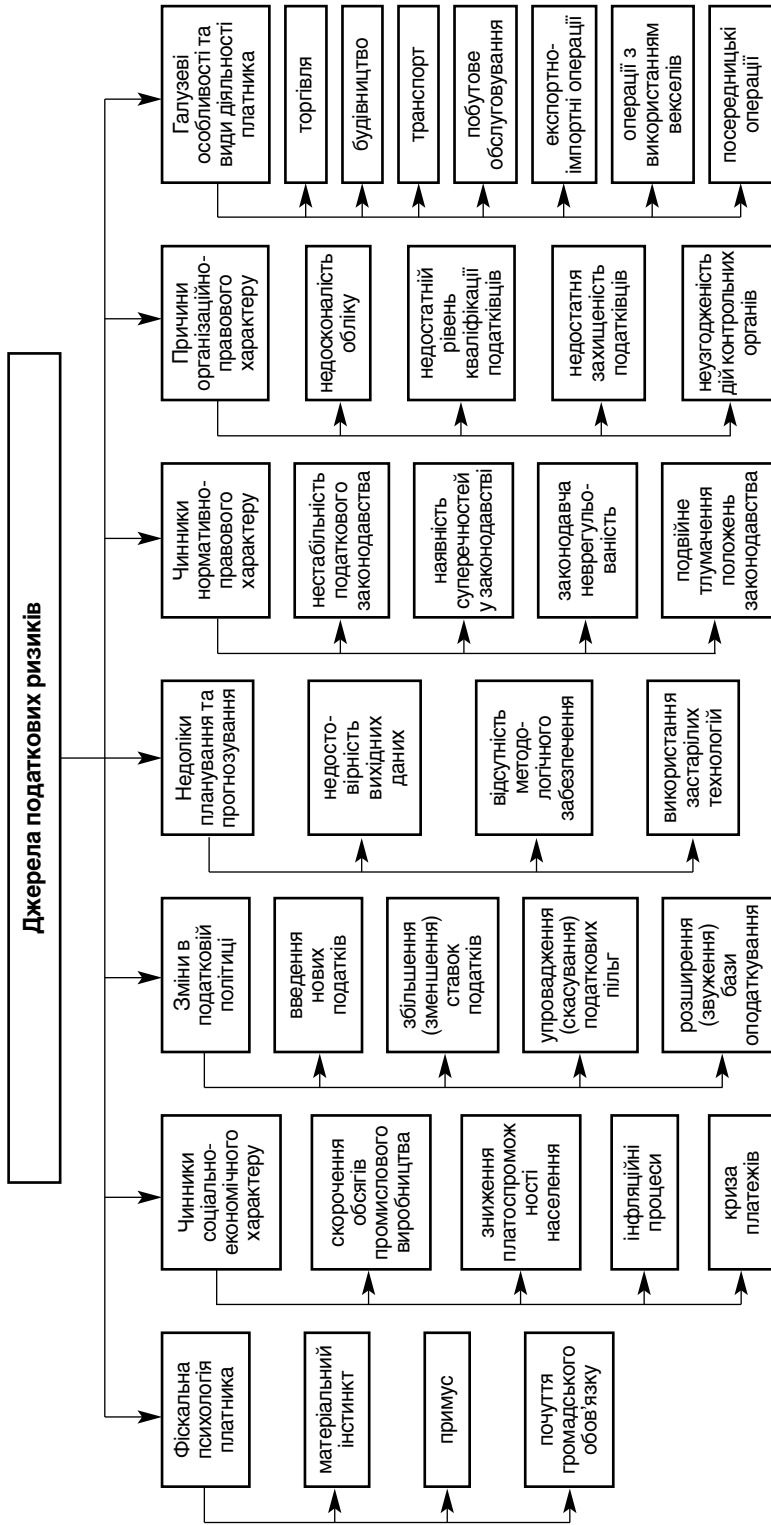 Джерела податкових ризиків
Фіскальна
психологія
платника
матеріальний
інстинкт
примус
почуття
громадського
обов'язку
Чинники
соціально-
економічного
характеру
скорочення
обсягів
промислового
виробництва
зниження
платоспромож
ності
населення
інфляційні
процеси
криза
платежів
Зміни в
податковій
політиці
введення
нових
податків
збільшення
(зменшення)
ставок
податків
упровадження
(скасування)
податкових
пільг
розширення
(звуження)
бази
оподаткування
Недоліки
планування та
прогнозування
недосто-
вірність
вихідних
даних
відсутність
методо-
логічного
забезпечення
використання
застарілих
технологій
Чинники
нормативно-
правового
характеру
нестабільність
податкового
законодавства
наявність
суперечностей
у законодавстві
законодавча
неврегульо-
ваність
подвійне
тлумачення
положень
законодавства
Причини
організаційно-
правового
характеру
недосконалість
обліку
недостатній
рівень
кваліфікації
податківців
недостатня
захищеність
податківців
неузгодженість
дій контрольних
органів
Галузеві
особливості та
види діяльності
платника
торгівля
будівництво
транспорт
побутове
обслуговування
експортно-
імпортні операції
операції з
використанням
векселів
посередницькі
операції